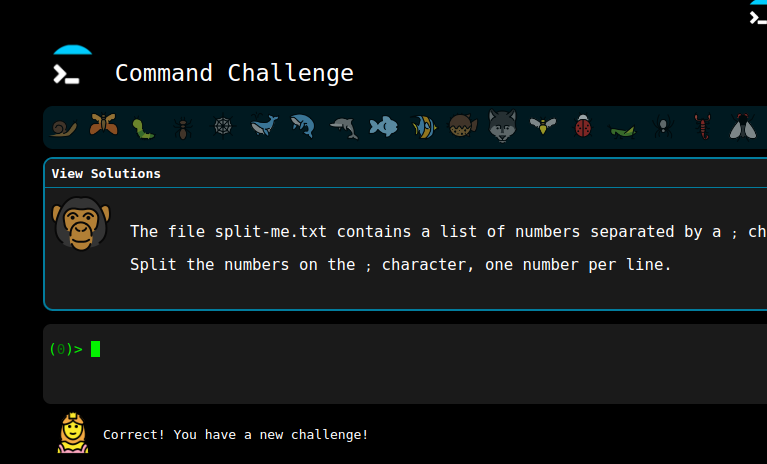 Command Challenge
View Solutions
The file split-me.txt contains a list of numbers separated by a ; ch
Split the numbers on the ; character, one number per line.
(0)>
Correct! You have a new challenge!